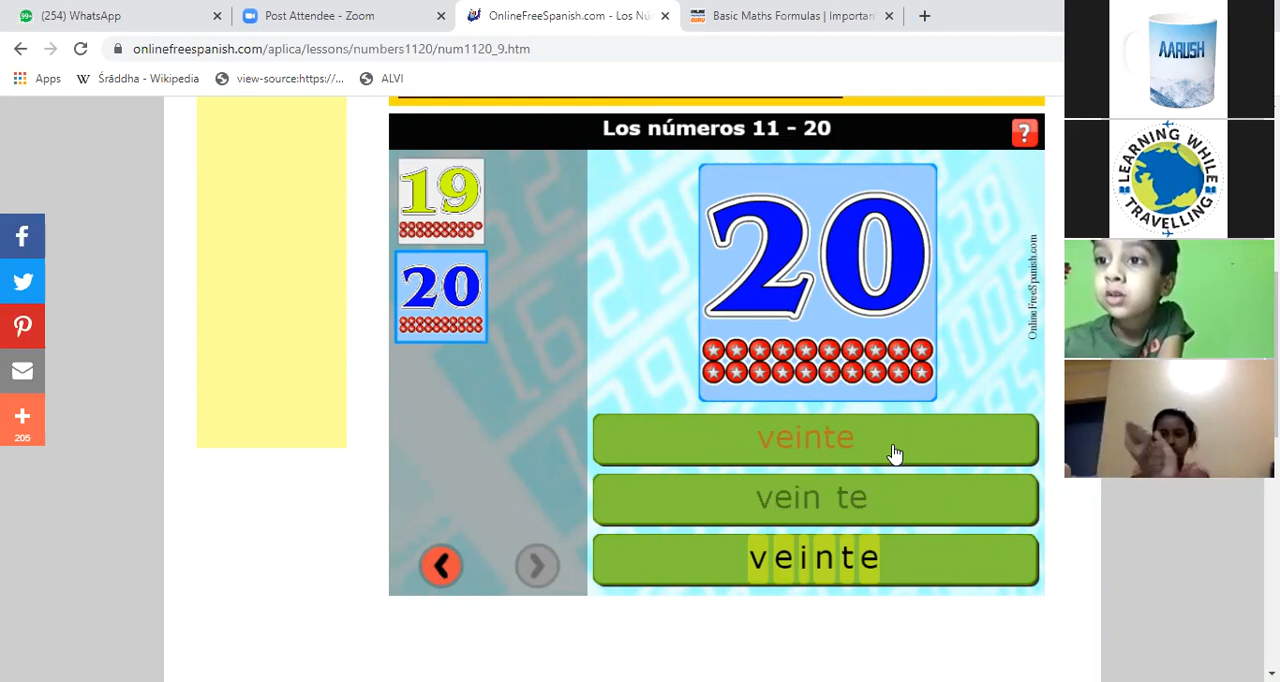 (254) WhatsApp
Post Attendee - Zoom
OnlineFreeSpanish.com - Los Nú
Basic Maths Formulas | Important
onlinefreespanish.com/aplica/lessons/numbers1120/num1120_9.htm
Apps
W Śrāddha - Wikipedia
view-source:https://...
ALVI
Los números 11 - 20
?
19
20
20
OnlineFreeSpanish.com
veinte
vein te
veinte
205
AARUSH
LEARNING WHILE
TRAVELLING